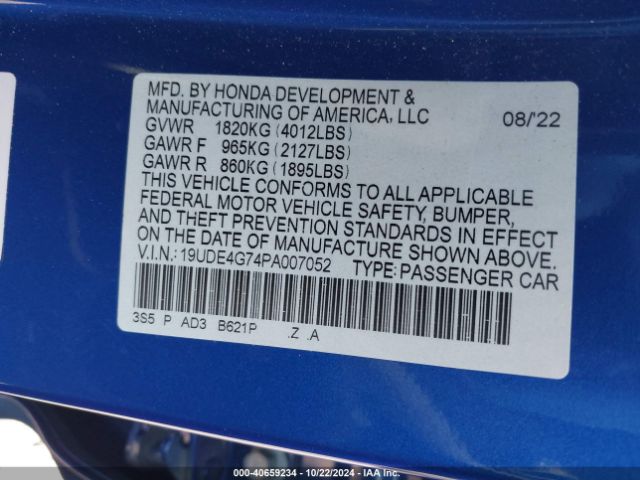 MFD. BY HONDA DEVELOPMENT &
MANUFACTURING OF AMERICA, LLC 08/'22
GVWR 1820KG (4012LBS)
GAWR F 965KG (2127LBS)
GAWR R 860KG (1895LBS)
THIS VEHICLE CONFORMS TO ALL APPLICABLE
FEDERAL MOTOR VEHICLE SAFETY, BUMPER,
AND THEFT PREVENTION STANDARDS IN EFFECT
ON THE DATE OF MANUFACTURE SHOWN ABOVE.
V.I.N.: 19UDE4G74PA007052 TYPE: PASSENGER CAR
3S5 P AD3 B621P .Z .A
000-40659234 - 10/22/2024 - IAA Inc.